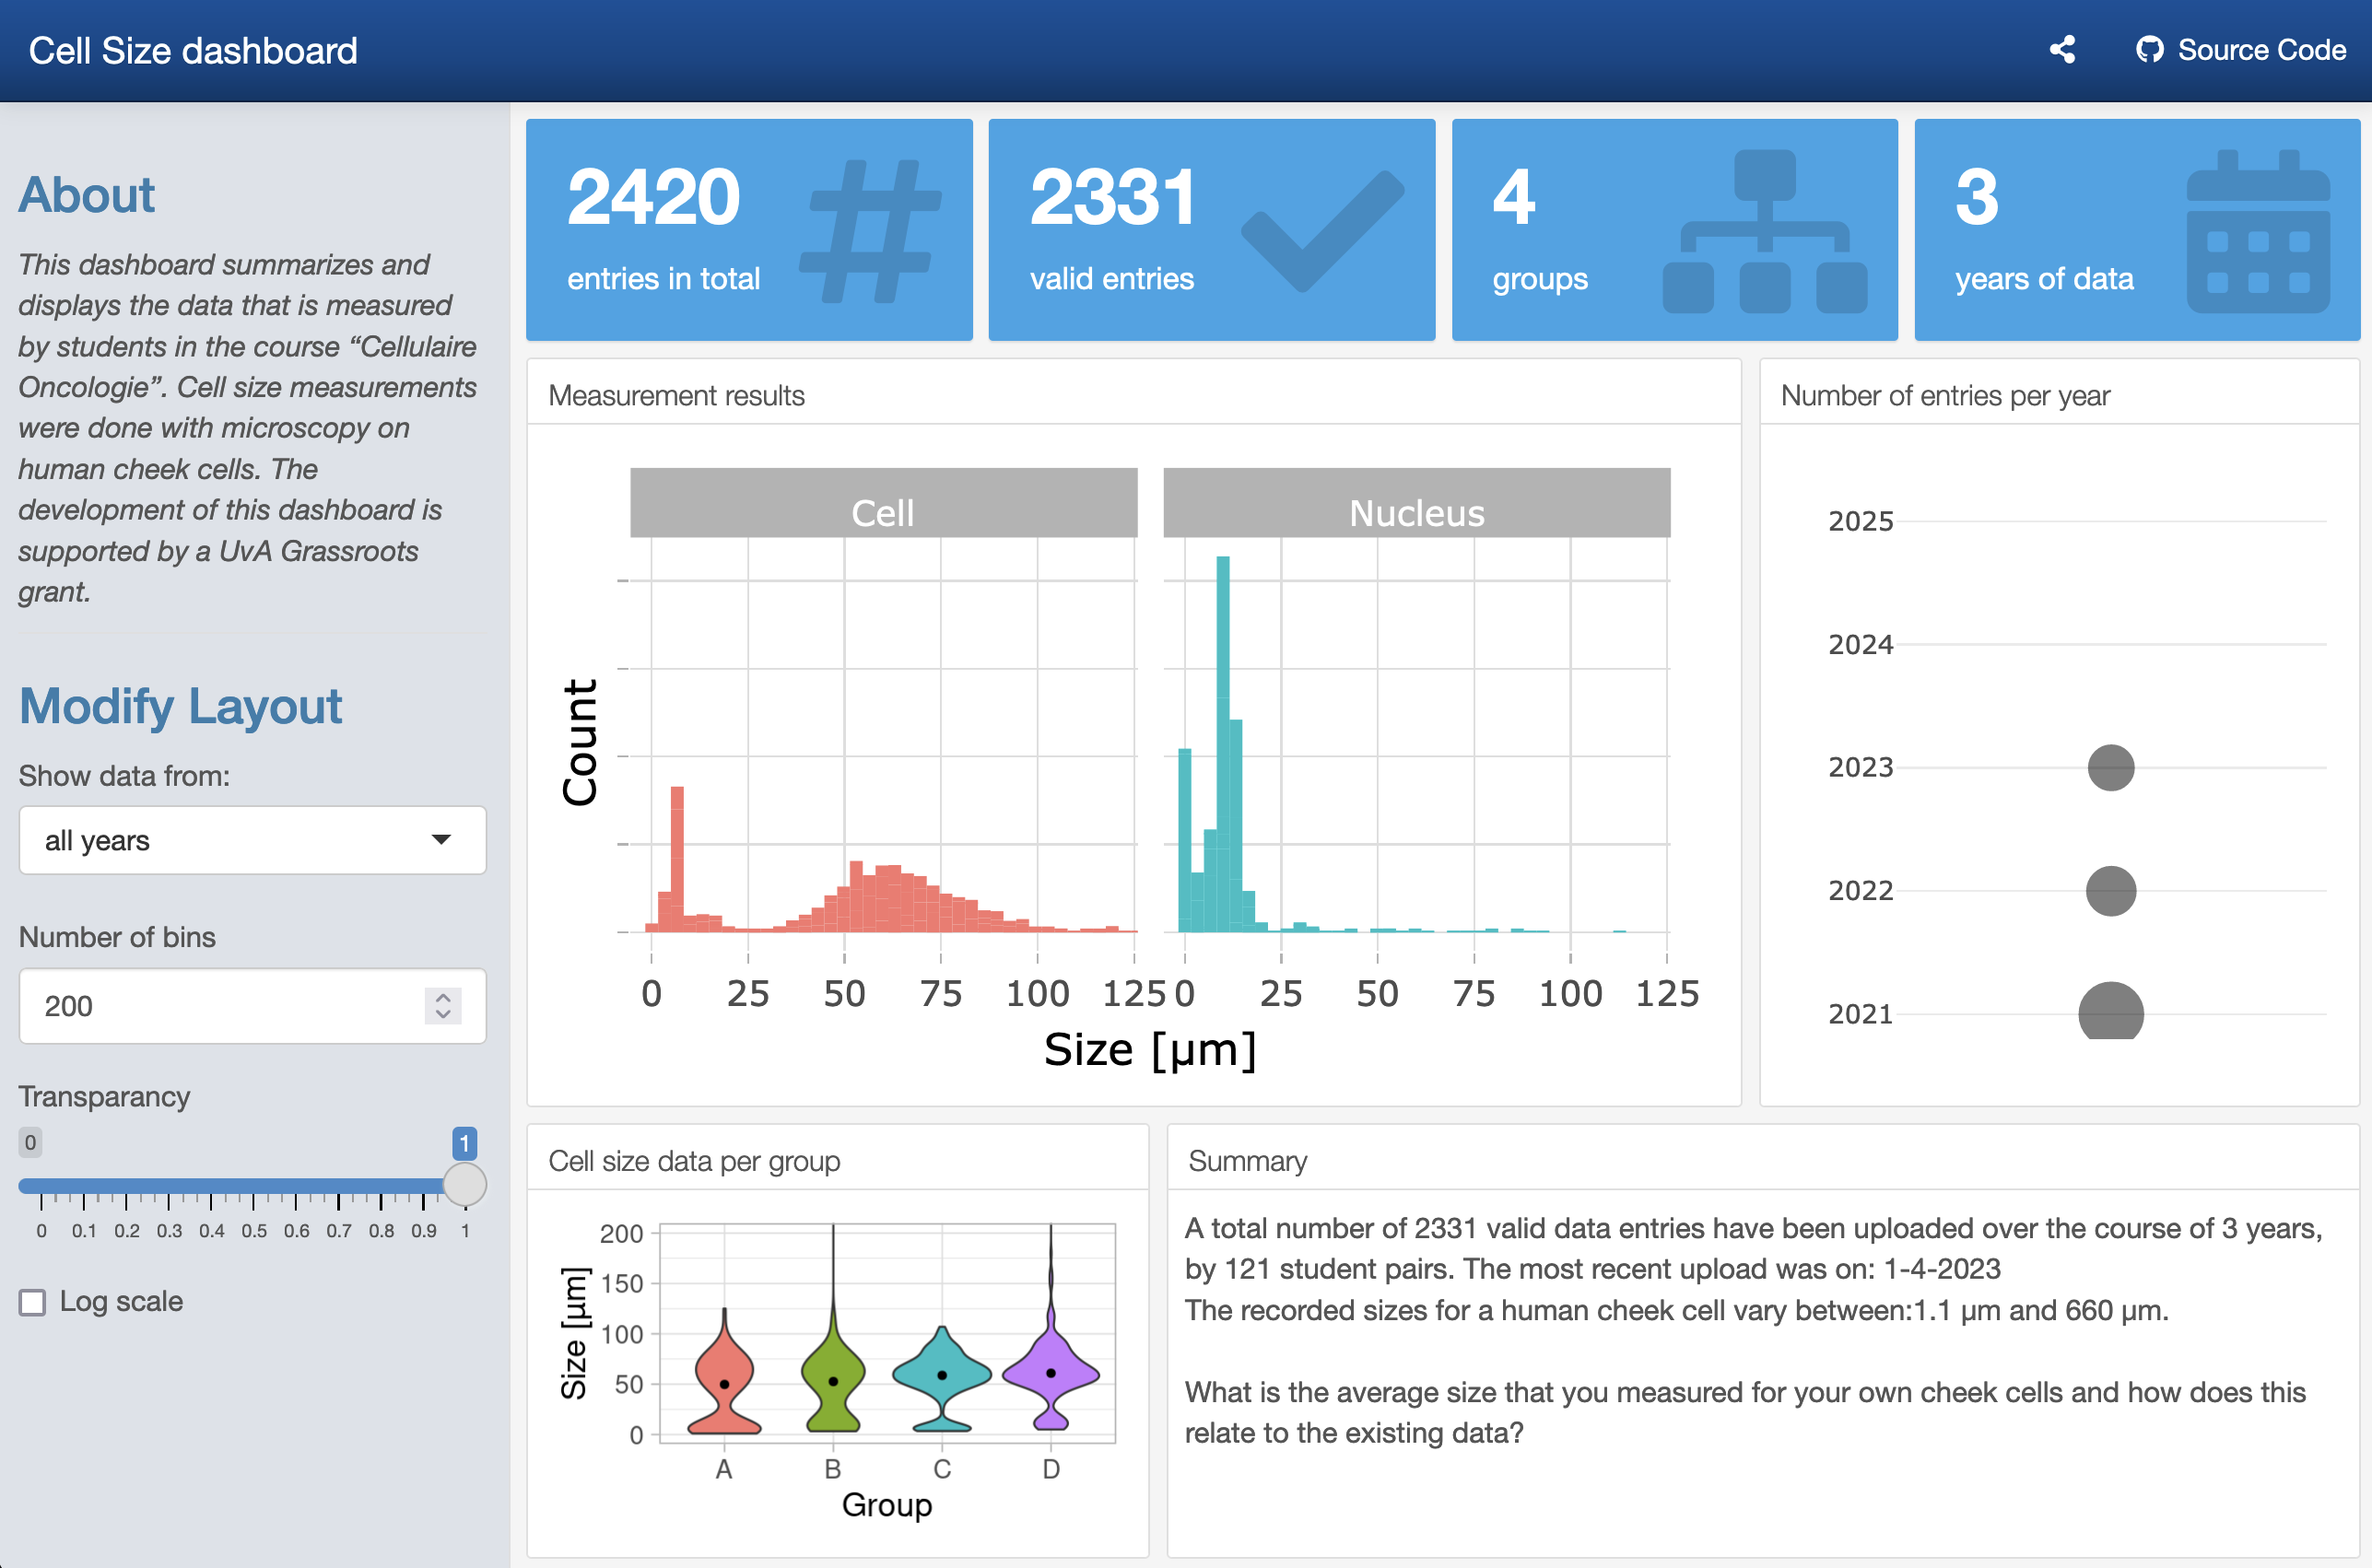 Cell Size dashboard
Source Code
About
This dashboard summarizes and
displays the data that is measured
by students in the course “Cellulaire
Oncologie”. Cell size measurements
were done with microscopy on
human cheek cells. The
development of this dashboard is
supported by a UvA Grassroots
grant.
Modify Layout
Show data from:
all years
Number of bins
200
Transparancy
0
1
0 0.1 0.2 0.3 0.4 0.5 0.6 0.7 0.8 0.9 1
Log scale
2420
entries in total
2331
valid entries
4
groups
3
years of data
Measurement results
Cell
Nucleus
Count
0 25 50 75 100 125
0 25 50 75 100 125
Size [µm]
Number of entries per year
2025
2024
2023
2022
2021
Cell size data per group
Size [µm]
200
150
100
50
0
A B C D
Group
Summary
A total number of 2331 valid data entries have been uploaded over the course of 3 years,
by 121 student pairs. The most recent upload was on: 1-4-2023
The recorded sizes for a human cheek cell vary between:1.1 µm and 660 µm.
What is the average size that you measured for your own cheek cells and how does this
relate to the existing data?